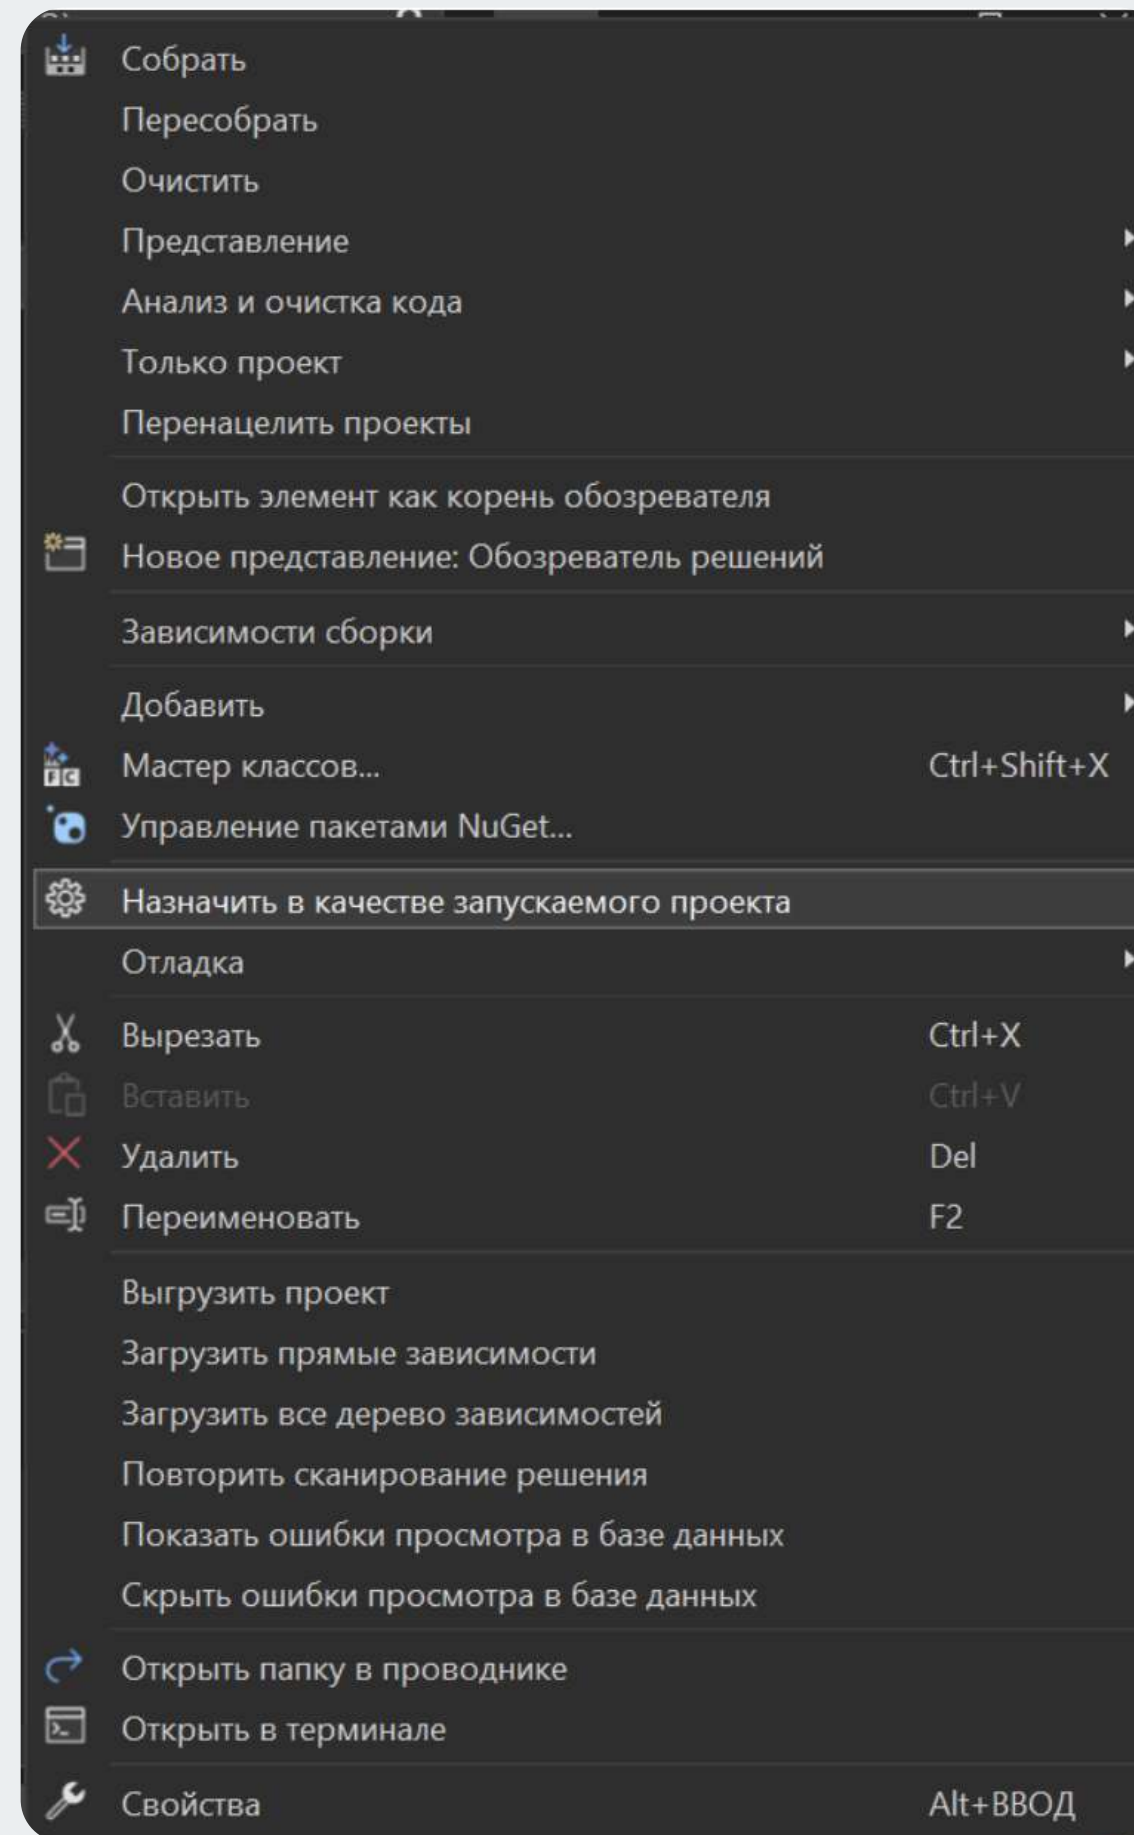 Собрать
Пересобрать
Очистить
Представление
Анализ и очистка кода
Только проект
Перенацелить проекты
Открыть элемент как корень обозревателя
Новое представление: Обозреватель решений
Зависимости сборки
Добавить
Мастер классов... Ctrl+Shift+X
Управление пакетами NuGet...
Назначить в качестве запускаемого проекта
Отладка
Вырезать Ctrl+X
Вставить Ctrl+V
Удалить Del
Переименовать F2
Выгрузить проект
Загрузить прямые зависимости
Загрузить все дерево зависимостей
Повторить сканирование решения
Показать ошибки просмотра в базе данных
Скрыть ошибки просмотра в базе данных
Открыть папку в проводнике
Открыть в терминале
Свойства Alt+ВВОД